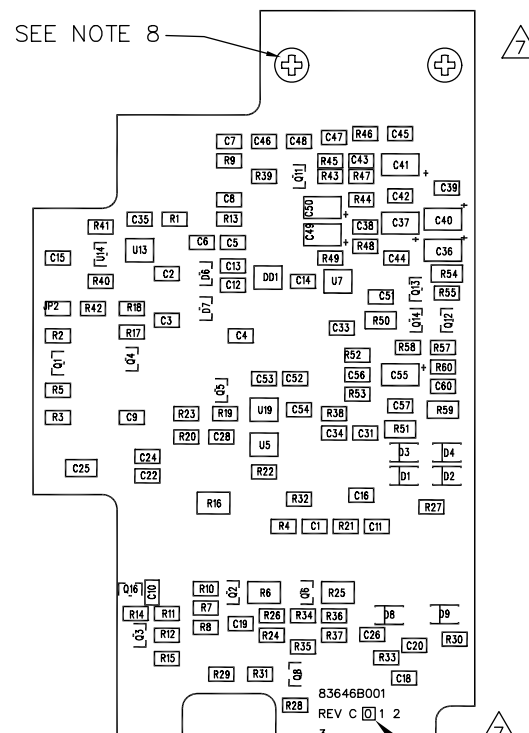 SEE NOTE 8
7
C7 C46 C48 C47 R46 C45
R9 R45 C43 C41
R39 Q11 R43 R47
C8 C50 R44 C42 C39
C35 R1 R13 C49 C38 C37 C40
R41
U14 U13 C6 C5 R48 C36
C15 C13 R49 C44
R40 C2 D6 C12 DD1 C14 U7 R54
Q13 R55
JP2 R42 R18 D7 C51
C3 R50 Q14 Q12
R2 R17 C4 C33
Q1 Q4 R52 R58 R57
R60
C53 C52 C56 C55 C60
R5 Q5 R53
R3 C9 R23 R19 U19 C54 R38 C57 R59
R20 C28 U5 C34 C31 R51
C24 D3 D4
C25 C22 R22 D1 D2
R16 R32 C16 R27
R4 C1 R21 C11
Q16 C10 R10 Q2 R6 Q6 R25
R14 R11 R7 R26 R34 R36 D8 D9
Q3 R12 R8 C19 R24 R37 C26 R30
R35 C20
R15 R33
R29 R31 Q8 C18
83646B001
R28
REV C 0 1 2
3
7